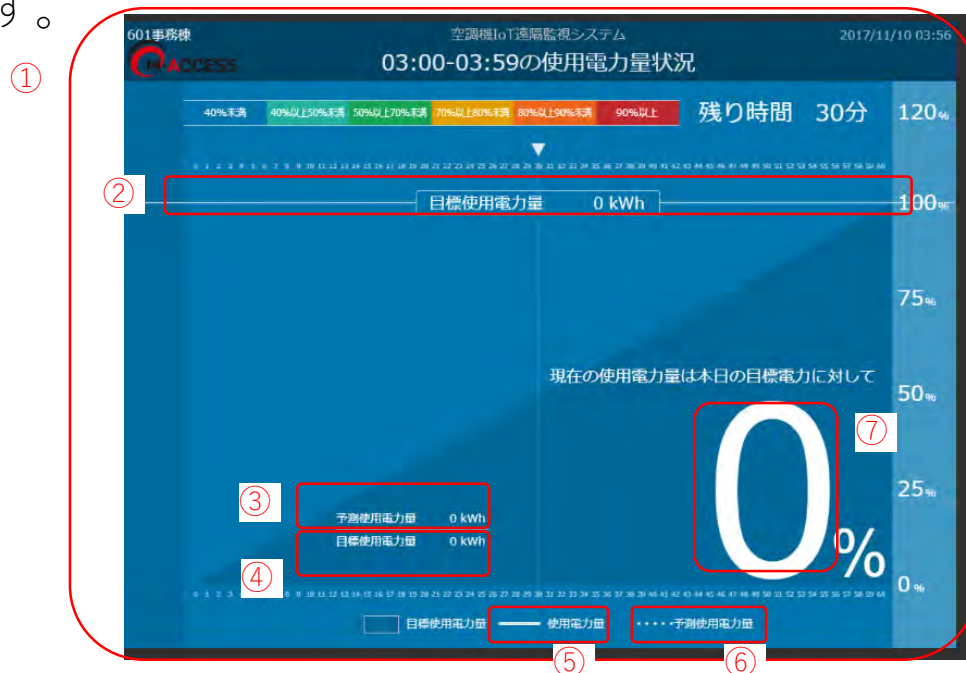 す。
601事務棟
空調機IoT遠隔監視システム
2017/11/10 03:56
ACCESS
03:00-03:59の使用電力量状況
①
40%未満 40%以上50%未満 50%以上70%未満 70%以上80%未満 80%以上90%未満 90%以上
残り時間 30分
120%
②
目標使用電力量 0 kWh
100%
75%
現在の使用電力量は本日の目標電力に対して
50%
⑦
0%
③
25%
予測使用電力量 0 kWh
目標使用電力量 0 kWh
④
0%
目標使用電力量 使用電力量 予測使用電力量
⑤ ⑥